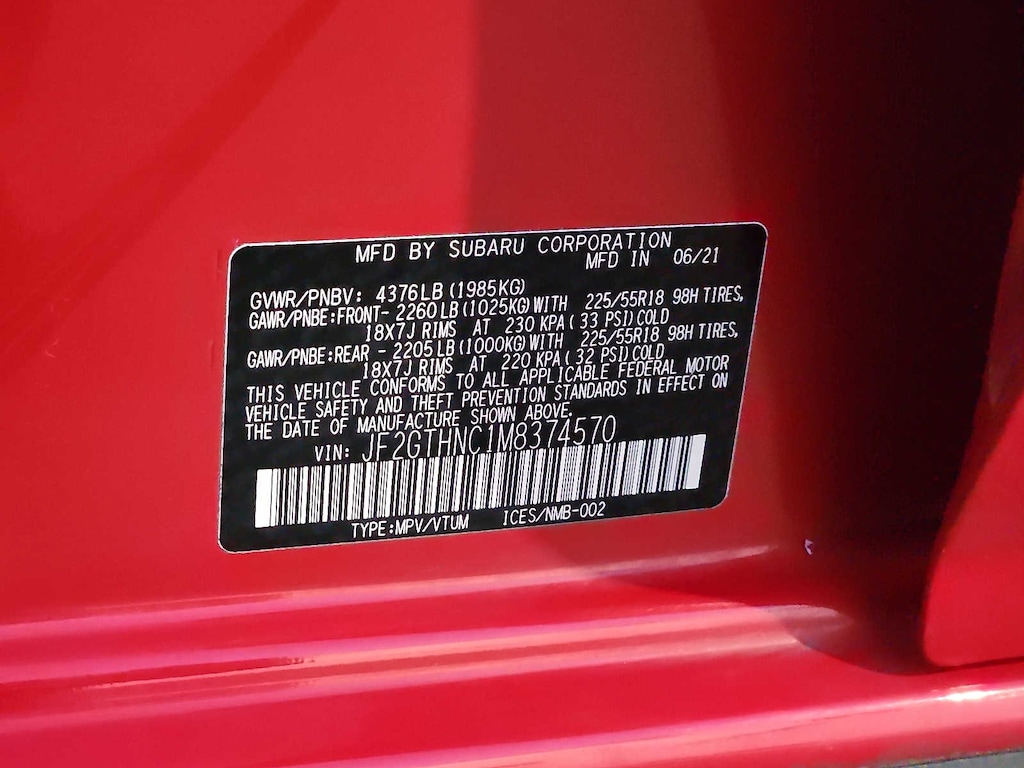 MFD BY SUBARU CORPORATION
MFD IN 06/21
GVWR/PNBV: 4376LB (1985KG)
GAWR/PNBE:FRONT- 2260LB (1025KG) WITH 225/55R18 98H TIRES,
18X7J RIMS AT 230 KPA ( 33 PSI) COLD
GAWR/PNBE:REAR - 2205LB (1000KG) WITH 225/55R18 98H TIRES,
18X7J RIMS AT 220 KPA ( 32 PSI) COLD
THIS VEHICLE CONFORMS TO ALL APPLICABLE FEDERAL MOTOR
VEHICLE SAFETY AND THEFT PREVENTION STANDARDS IN EFFECT ON
THE DATE OF MANUFACTURE SHOWN ABOVE.
VIN: JF2GTHNC1M8374570
TYPE:MPV/VTUM ICES/NMB-002